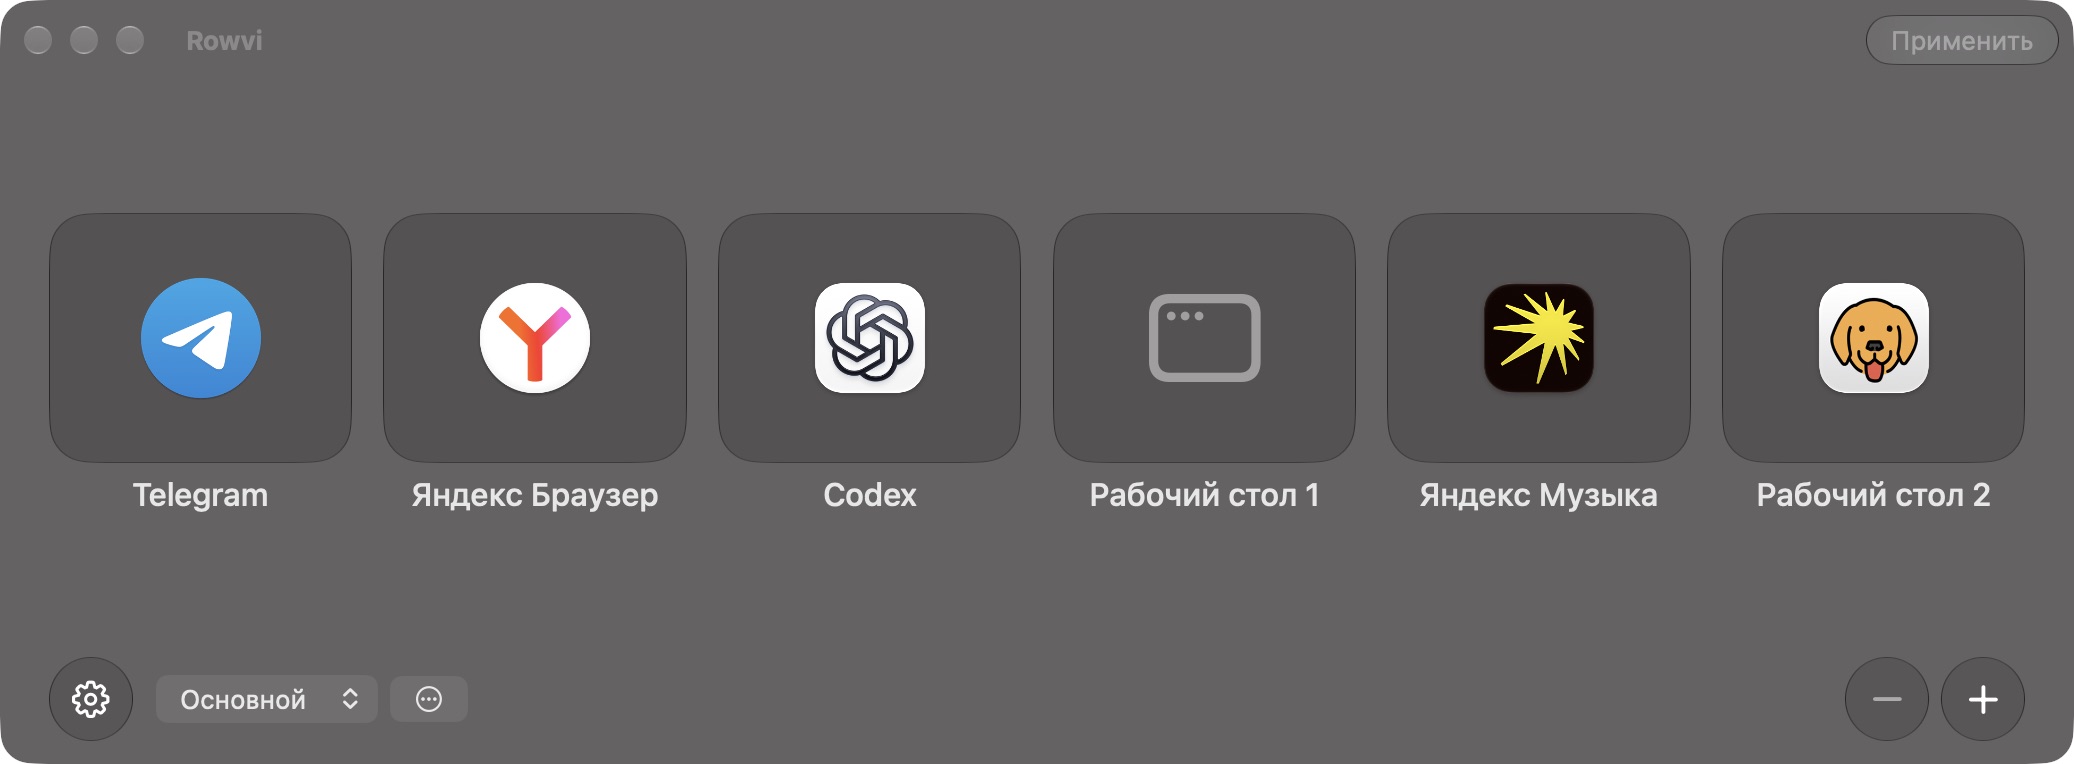 Rowvi
Применить
Telegram
Яндекс Браузер
Codex
Рабочий стол 1
Яндекс Музыка
Рабочий стол 2
Основной